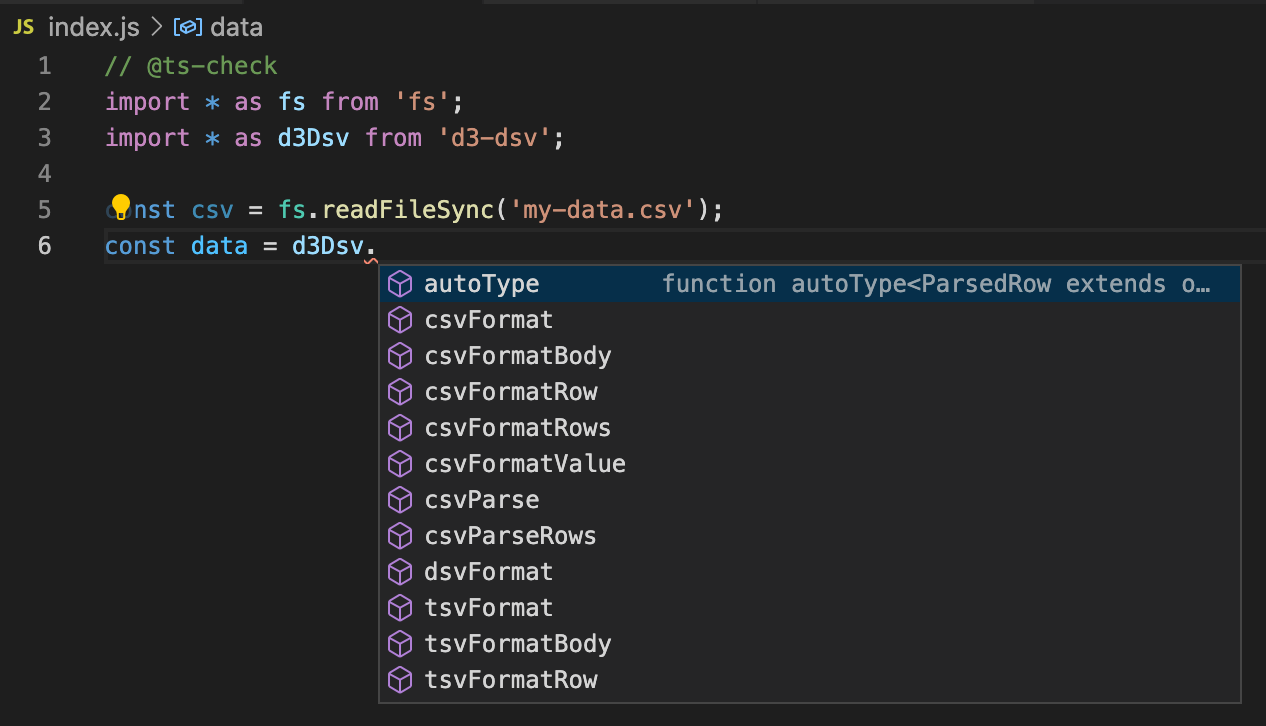 JS index.js > data
1 // @ts-check
2 import * as fs from 'fs';
3 import * as d3Dsv from 'd3-dsv';
4
5 const csv = fs.readFileSync('my-data.csv');
6 const data = d3Dsv.
autoType function autoType<ParsedRow extends o…
csvFormat
csvFormatBody
csvFormatRow
csvFormatRows
csvFormatValue
csvParse
csvParseRows
dsvFormat
tsvFormat
tsvFormatBody
tsvFormatRow